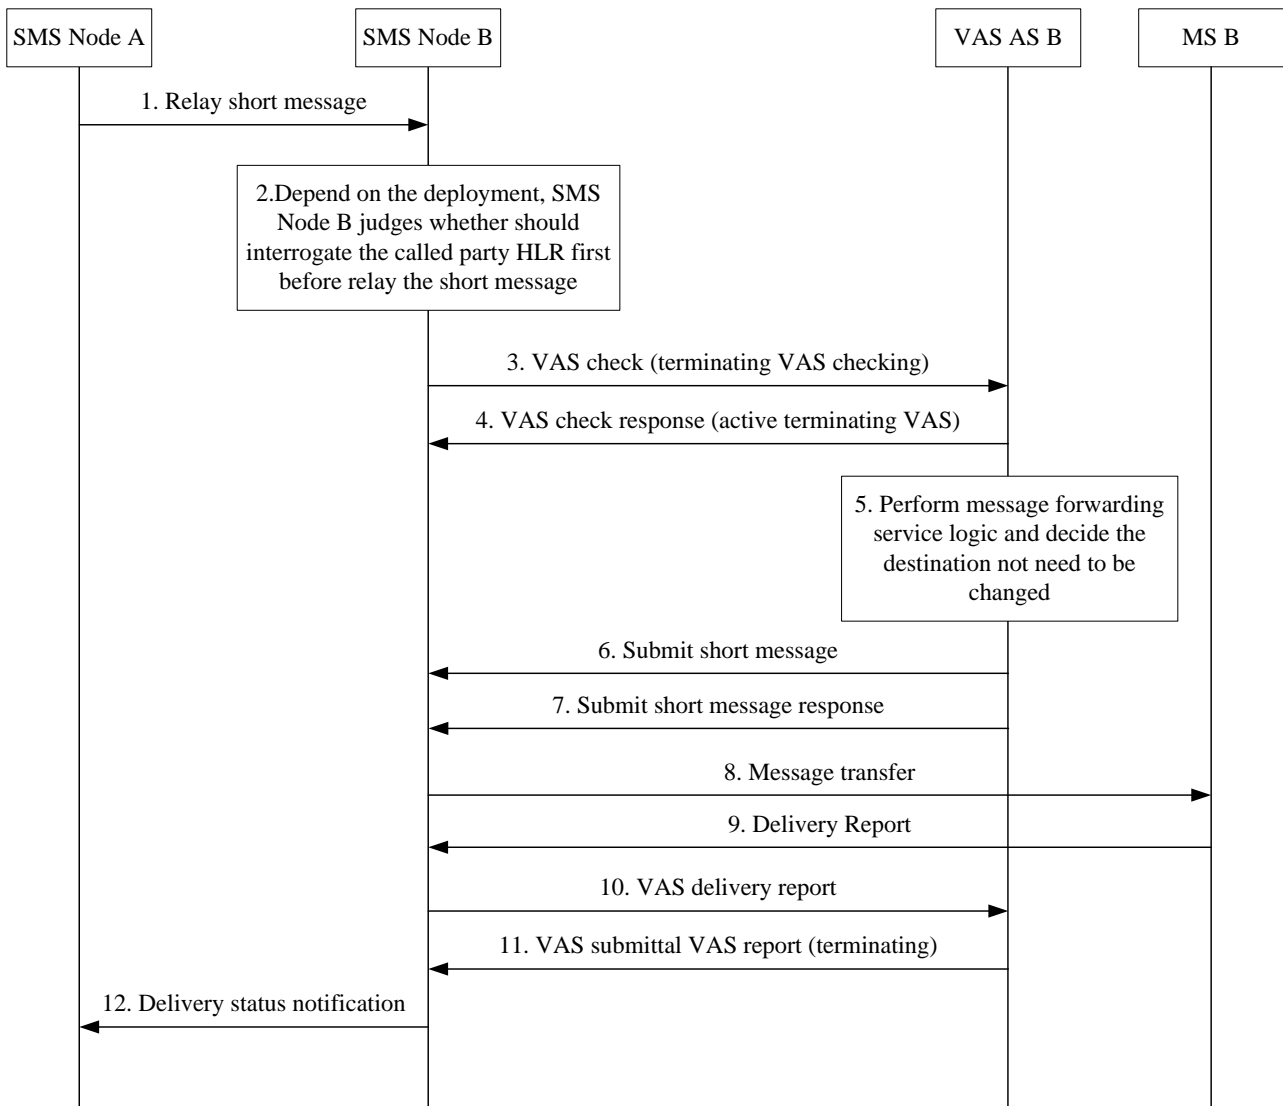 SMS Node A
SMS Node B
VAS AS B
MS B
1. Relay short message
2.Depend on the deployment, SMS
Node B judges whether should
interrogate the called party HLR first
before relay the short message
3. VAS check (terminating VAS checking)
4. VAS check response (active terminating VAS)
5. Perform message forwarding
service logic and decide the
destination not need to be
changed
6. Submit short message
7. Submit short message response
8. Message transfer
9. Delivery Report
10. VAS delivery report
11. VAS submittal VAS report (terminating)
12. Delivery status notification